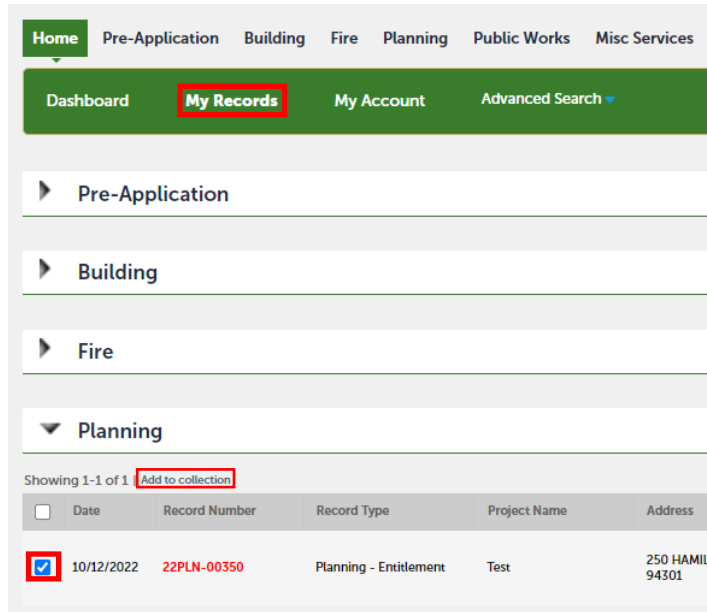 Home Pre-Application Building Fire Planning Public Works Misc Services
Dashboard My Records My Account Advanced Search
Pre-Application
Building
Fire
Planning
Showing 1-1 of 1 | Add to collection
Date Record Number Record Type Project Name Address
10/12/2022 22PLN-00350 Planning - Entitlement Test 250 HAMIL
94301